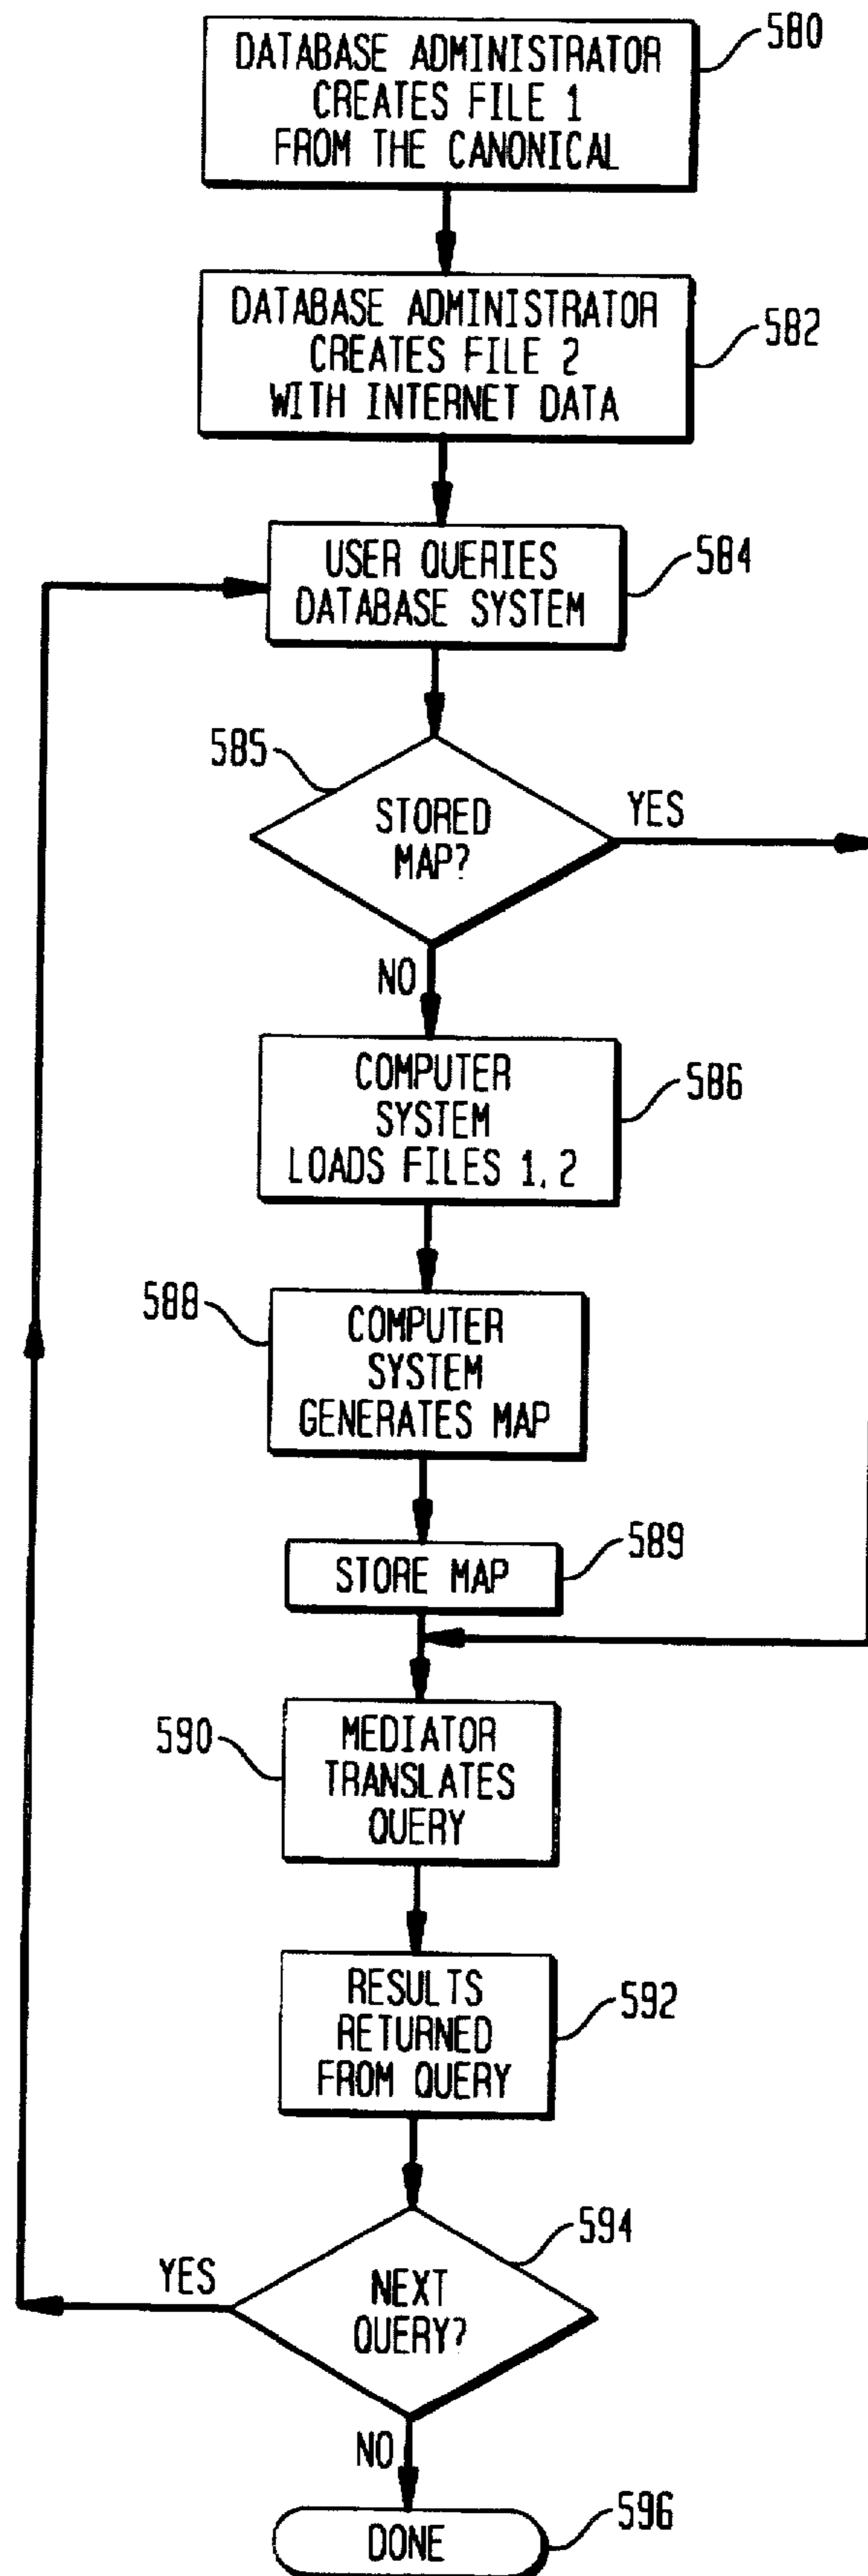 DATABASE ADMINISTRATOR
CREATES FILE 1
FROM THE CANONICAL
580
DATABASE ADMINISTRATOR
CREATES FILE 2
WITH INTERNET DATA
582
USER QUERIES
DATABASE SYSTEM
584
585
STORED
MAP?
YES
NO
COMPUTER
SYSTEM
LOADS FILES 1, 2
586
588
COMPUTER
SYSTEM
GENERATES MAP
STORE MAP
589
590
MEDIATOR
TRANSLATES
QUERY
RESULTS
RETURNED
FROM QUERY
592
594
YES
NEXT
QUERY?
NO
DONE
596